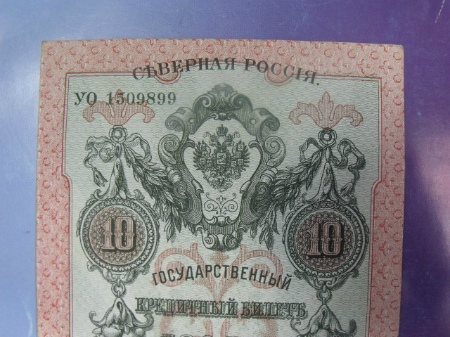 СѢВЕРНАЯ РОССІЯ.
УО 1509899
10 10
ГОСУДАРСТВЕННЫЙ
КРЕДИТНЫЙ БИЛЕТЪ